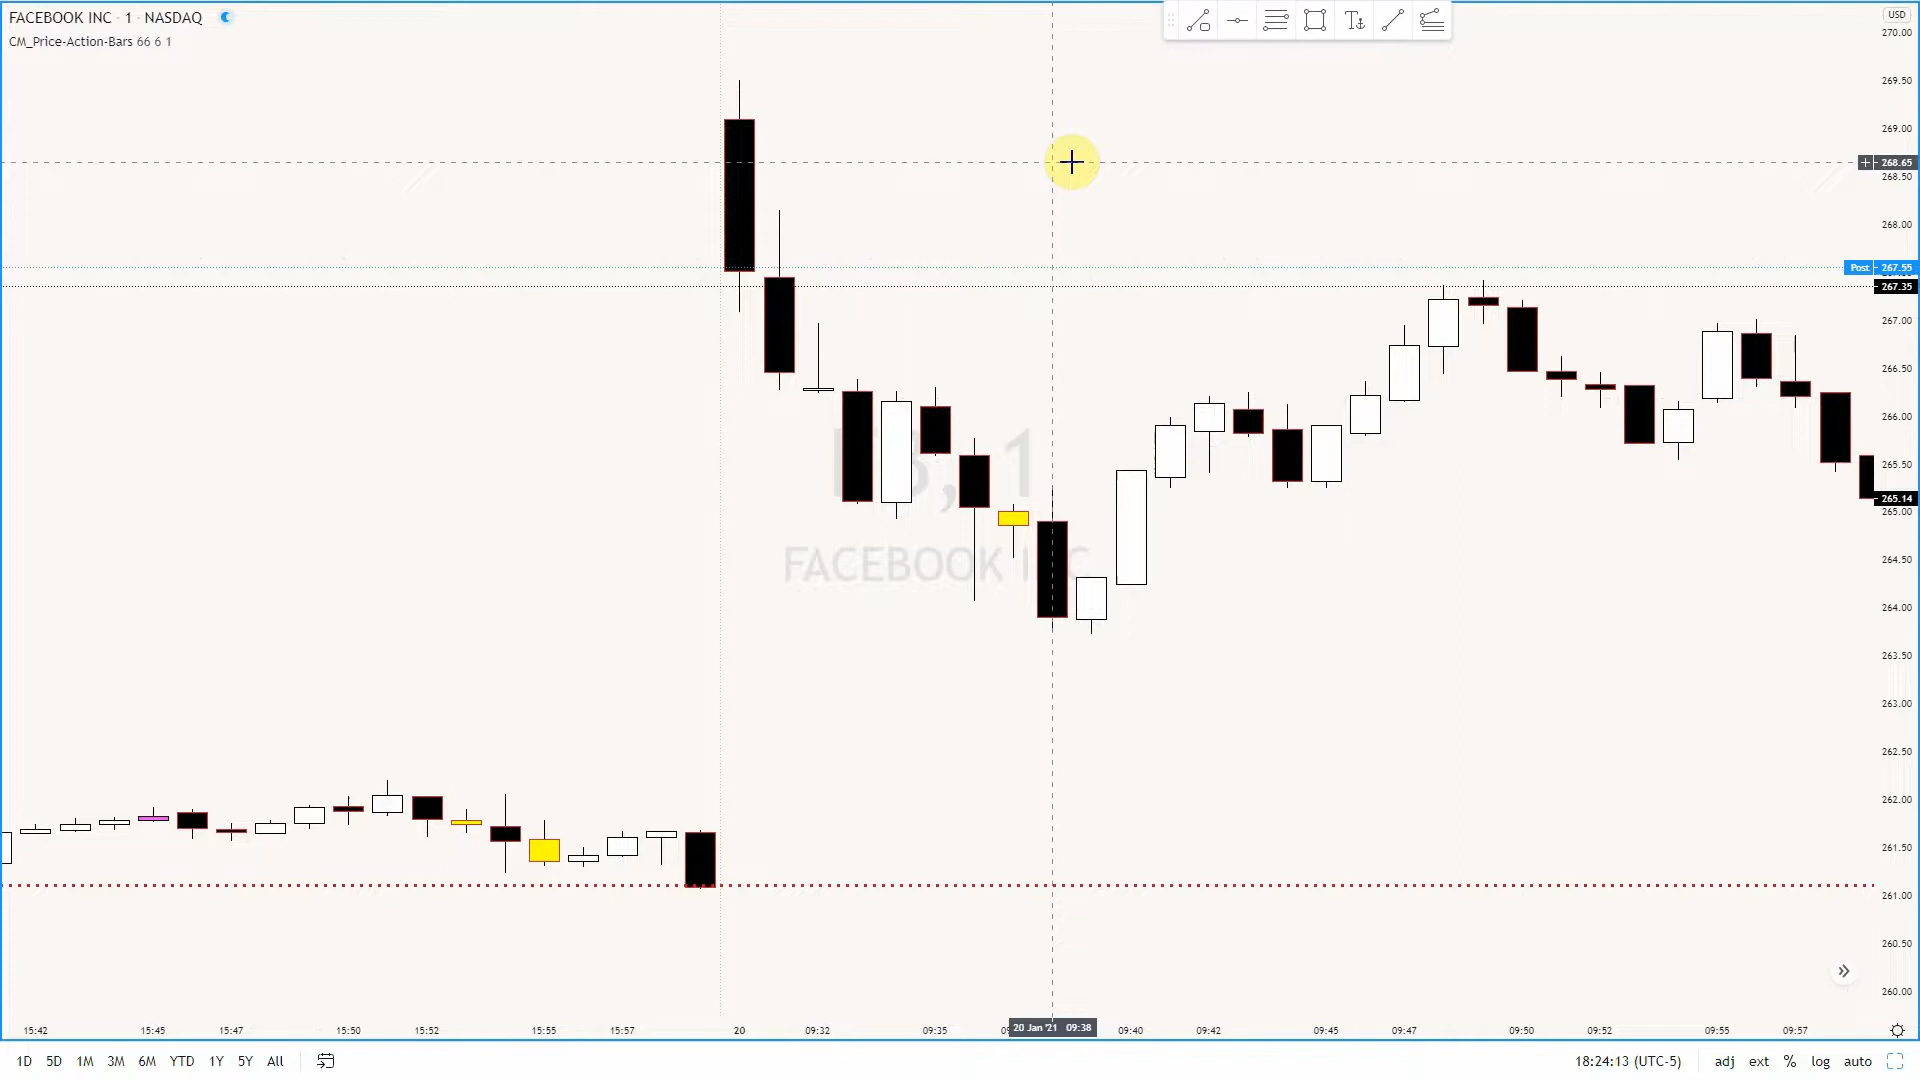 FACEBOOK INC · 1 · NASDAQ
CM_Price-Action-Bars 66 6 1
USD
270.00
269.50
269.00
268.65
268.50
268.00
Post 267.55
267.35
267.00
266.50
266.00
265.50
265.14
265.00
264.50
264.00
263.50
263.00
262.50
262.00
261.50
261.00
260.50
260.00
FB, 1
FACEBOOK INC
15:42 15:45 15:47 15:50 15:52 15:55 15:57 20 09:32 09:35 20 Jan '21 09:38 09:40 09:42 09:45 09:47 09:50 09:52 09:55 09:57
1D 5D 1M 3M 6M YTD 1Y 5Y All 18:24:13 (UTC-5) adj ext % log auto